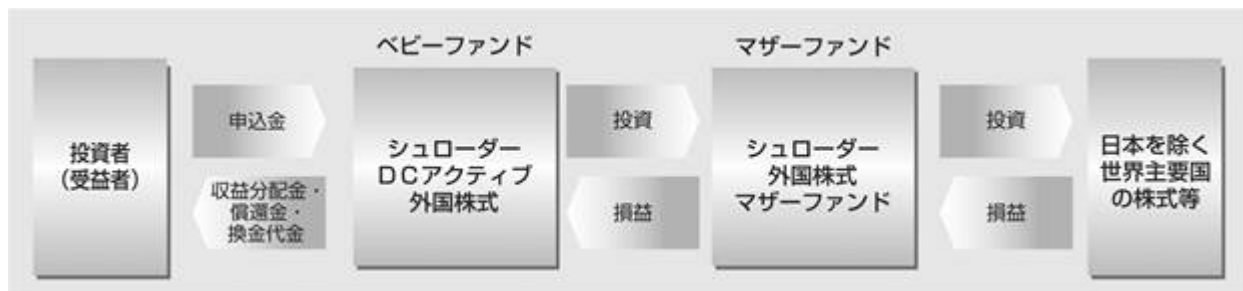 ベビーファンド
マザーファンド
投資者
（受益者）
申込金
収益分配金・
償還金・
換金代金
シュローダー
ＤＣアクティブ
外国株式
投資
損益
シュローダー
外国株式
マザーファンド
投資
損益
日本を除く
世界主要国
の株式等